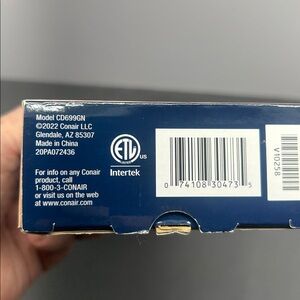 Model CD699GN
©2022 Conair LLC
Glendale, AZ 85307
Made in China
20PA072436
For info on any Conair
product, call
1-800-3-CONAIR
or visit us on the web
at www.conair.com
ETL
us
Intertek
0 74108 30473 5
V10258